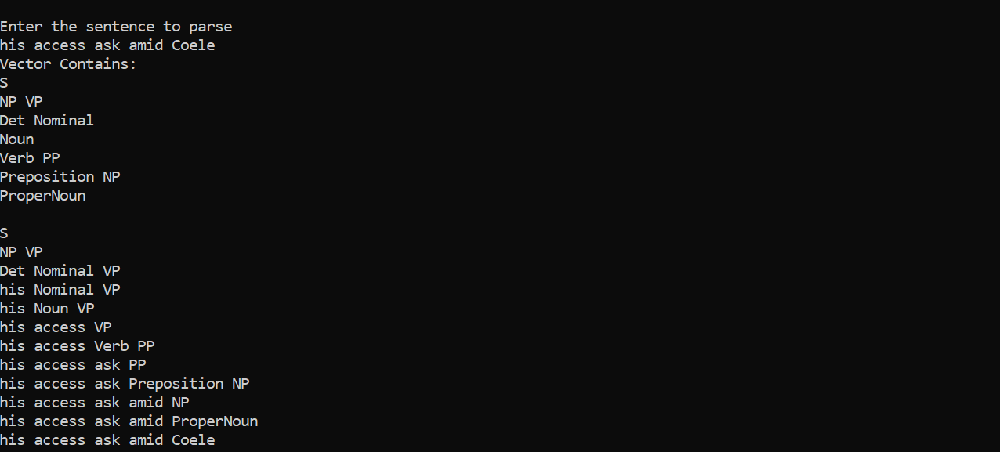 Enter the sentence to parse
his access ask amid Coele
Vector Contains:
S
NP VP
Det Nominal
Noun
Verb PP
Preposition NP
ProperNoun
S
NP VP
Det Nominal VP
his Nominal VP
his Noun VP
his access VP
his access Verb PP
his access ask PP
his access ask Preposition NP
his access ask amid NP
his access ask amid ProperNoun
his access ask amid Coele